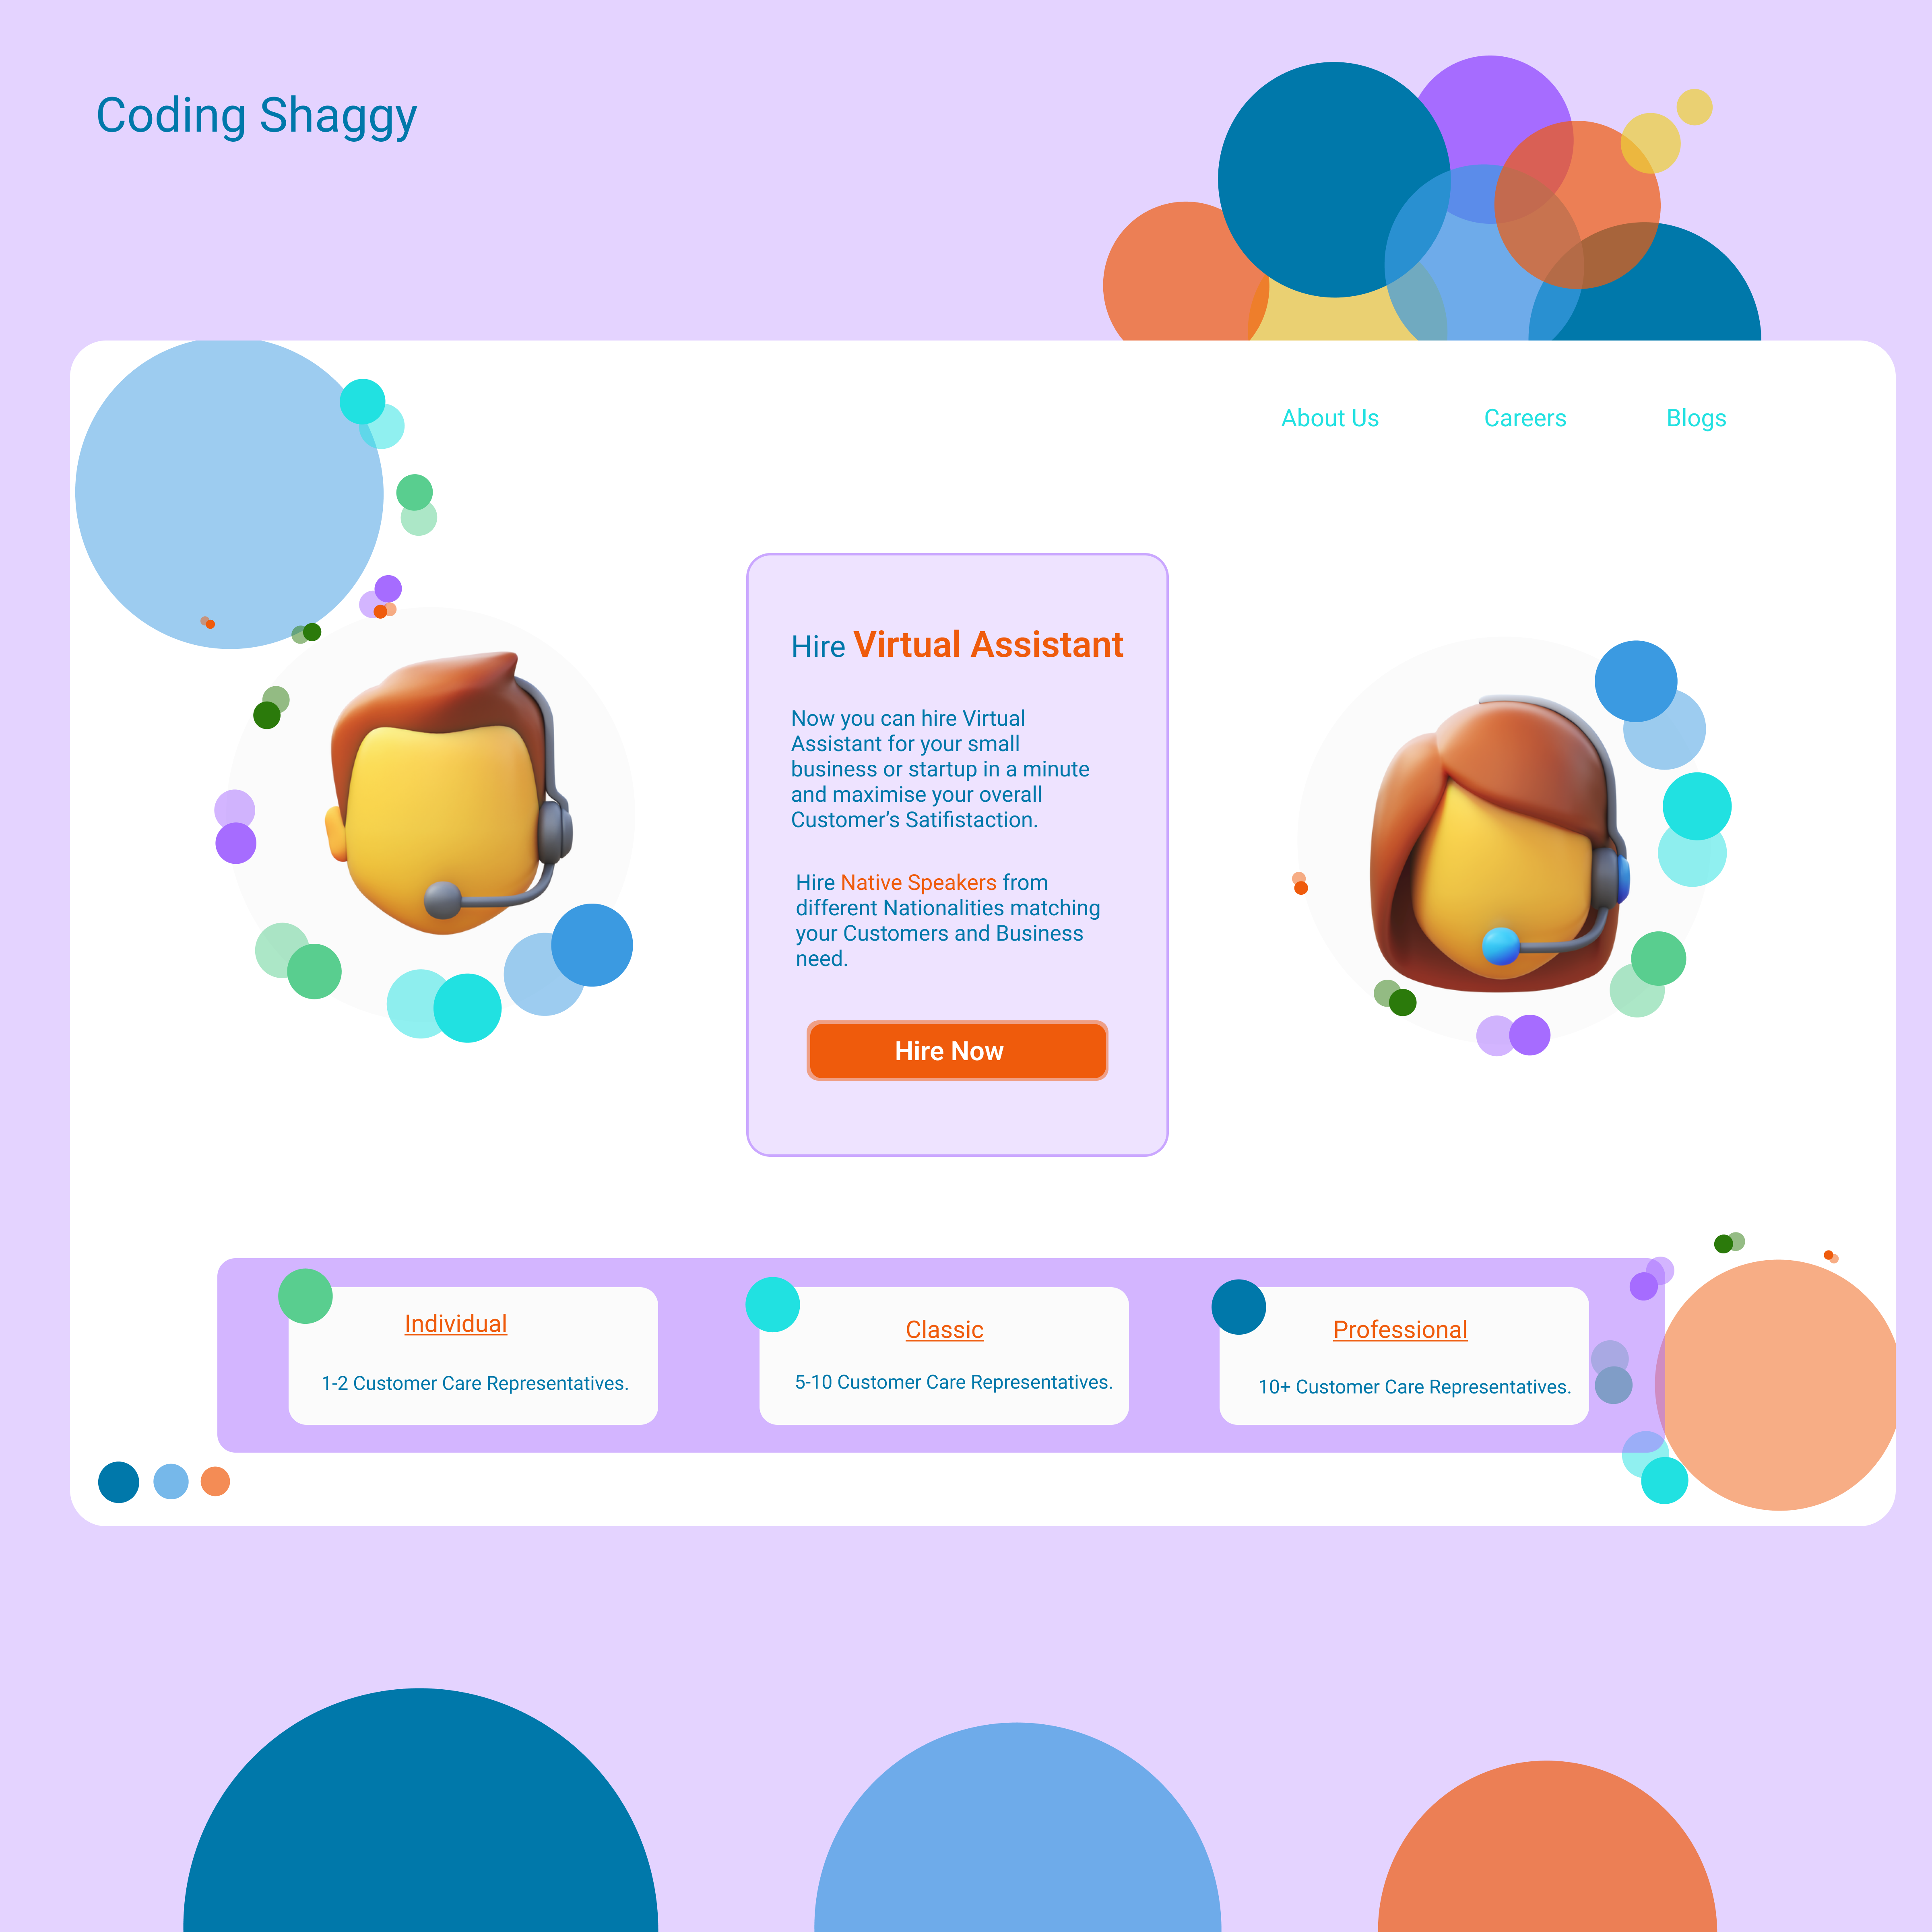 Coding Shaggy
About Us
Careers
Blogs
Hire Virtual Assistant
Now you can hire Virtual
Assistant for your small
business or startup in a minute
and maximise your overall
Customer’s Satifistaction.
Hire Native Speakers from
different Nationalities matching
your Customers and Business
need.
Hire Now
Individual
1-2 Customer Care Representatives.
Classic
5-10 Customer Care Representatives.
Professional
10+ Customer Care Representatives.